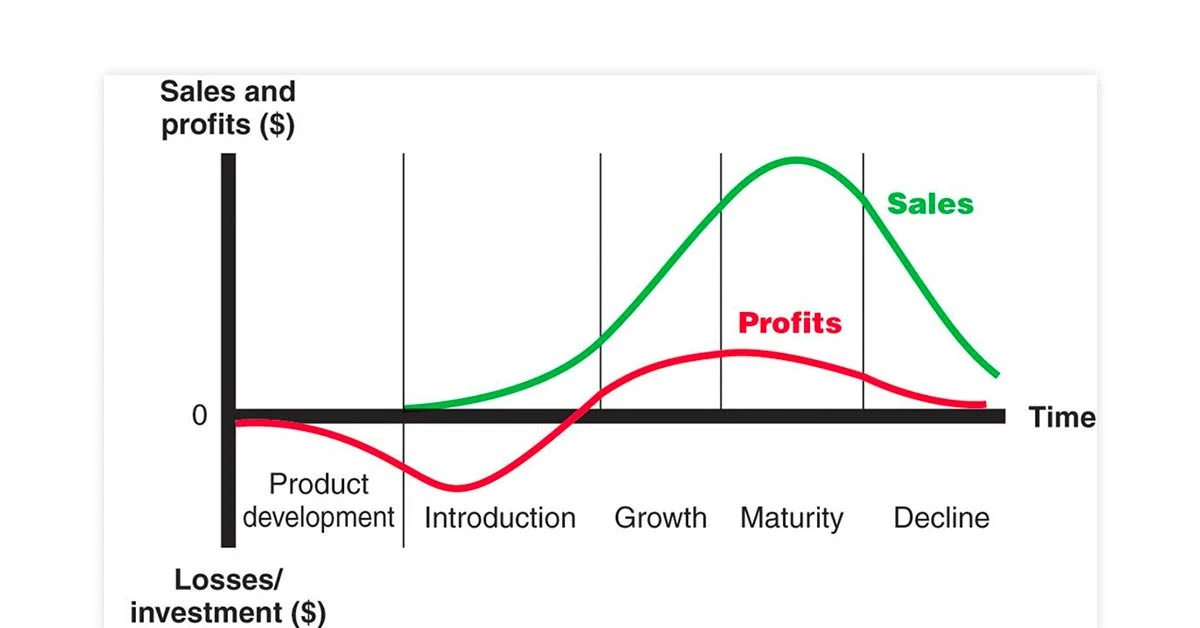 Sales and
profits ($)
Sales
Profits
0
Time
Product
development
Introduction
Growth
Maturity
Decline
Losses/
investment ($)